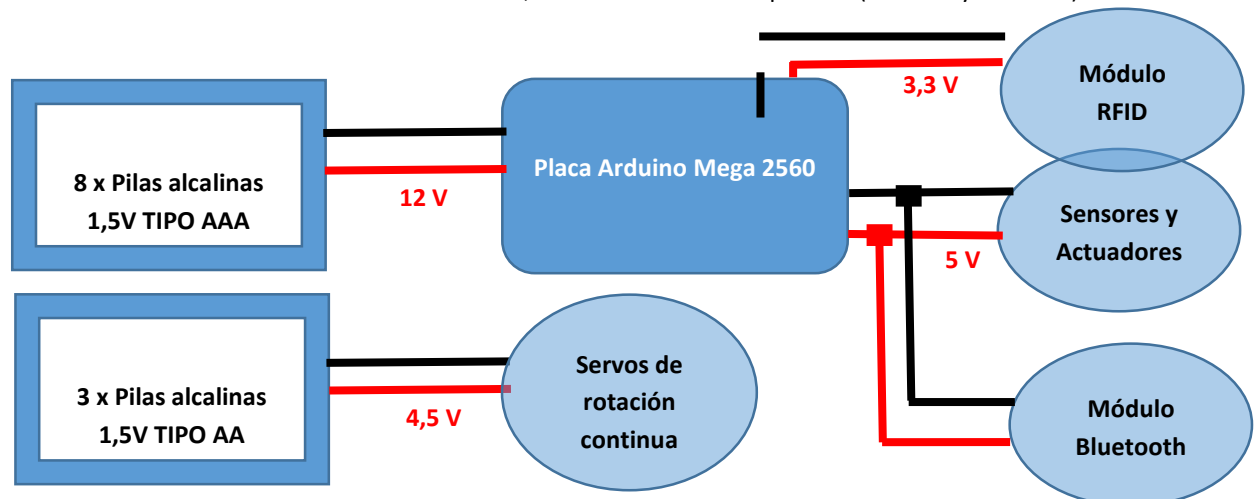 Módulo
RFID
3,3 V
8 x Pilas alcalinas
1,5V TIPO AAA
12 V
Placa Arduino Mega 2560
Sensores y
Actuadores
5 V
3 x Pilas alcalinas
1,5V TIPO AA
4,5 V
Servos de
rotación
continua
Módulo
Bluetooth